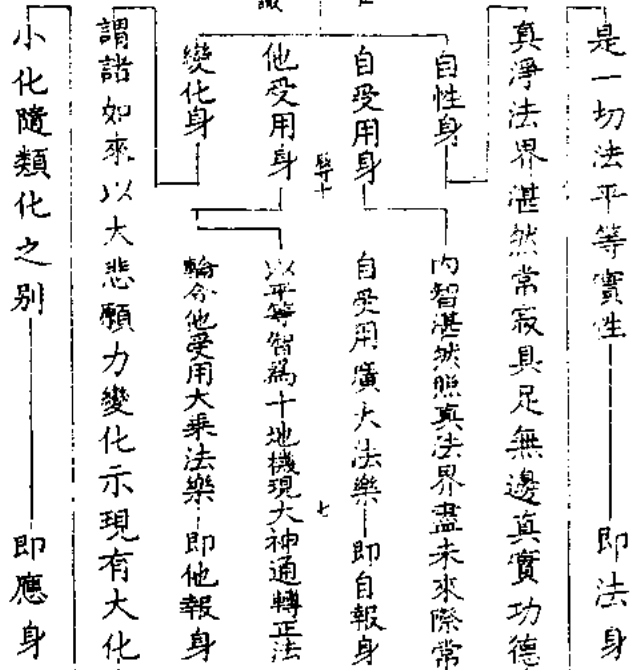 是一切法平等實性 即法身
真淨法界湛然常寂具足無邊真實功德
自性身
內智湛然照真法界盡未來際常
自受用身
自受用廣大法樂 即自報身
七
他受用身
以平等智爲十地機現大神通轉正法
變化身
輪令他受用大乘法樂 即他報身
謂諸如來以大悲願力變化示現有大化
小化隨類化之別 即應身